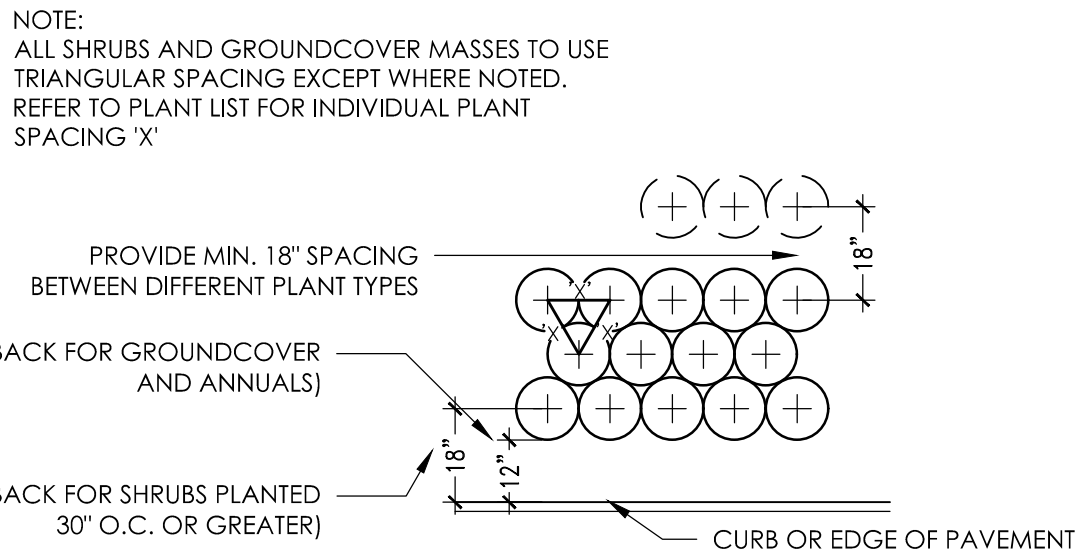 NOTE:
ALL SHRUBS AND GROUNDCOVER MASSES TO USE
TRIANGULAR SPACING EXCEPT WHERE NOTED.
REFER TO PLANT LIST FOR INDIVIDUAL PLANT
SPACING 'X'
18"
PROVIDE MIN. 18" SPACING
BETWEEN DIFFERENT PLANT TYPES
'X'
'X'
'X'
BACK FOR GROUNDCOVER
AND ANNUALS)
18"
12"
BACK FOR SHRUBS PLANTED
30" O.C. OR GREATER)
CURB OR EDGE OF PAVEMENT